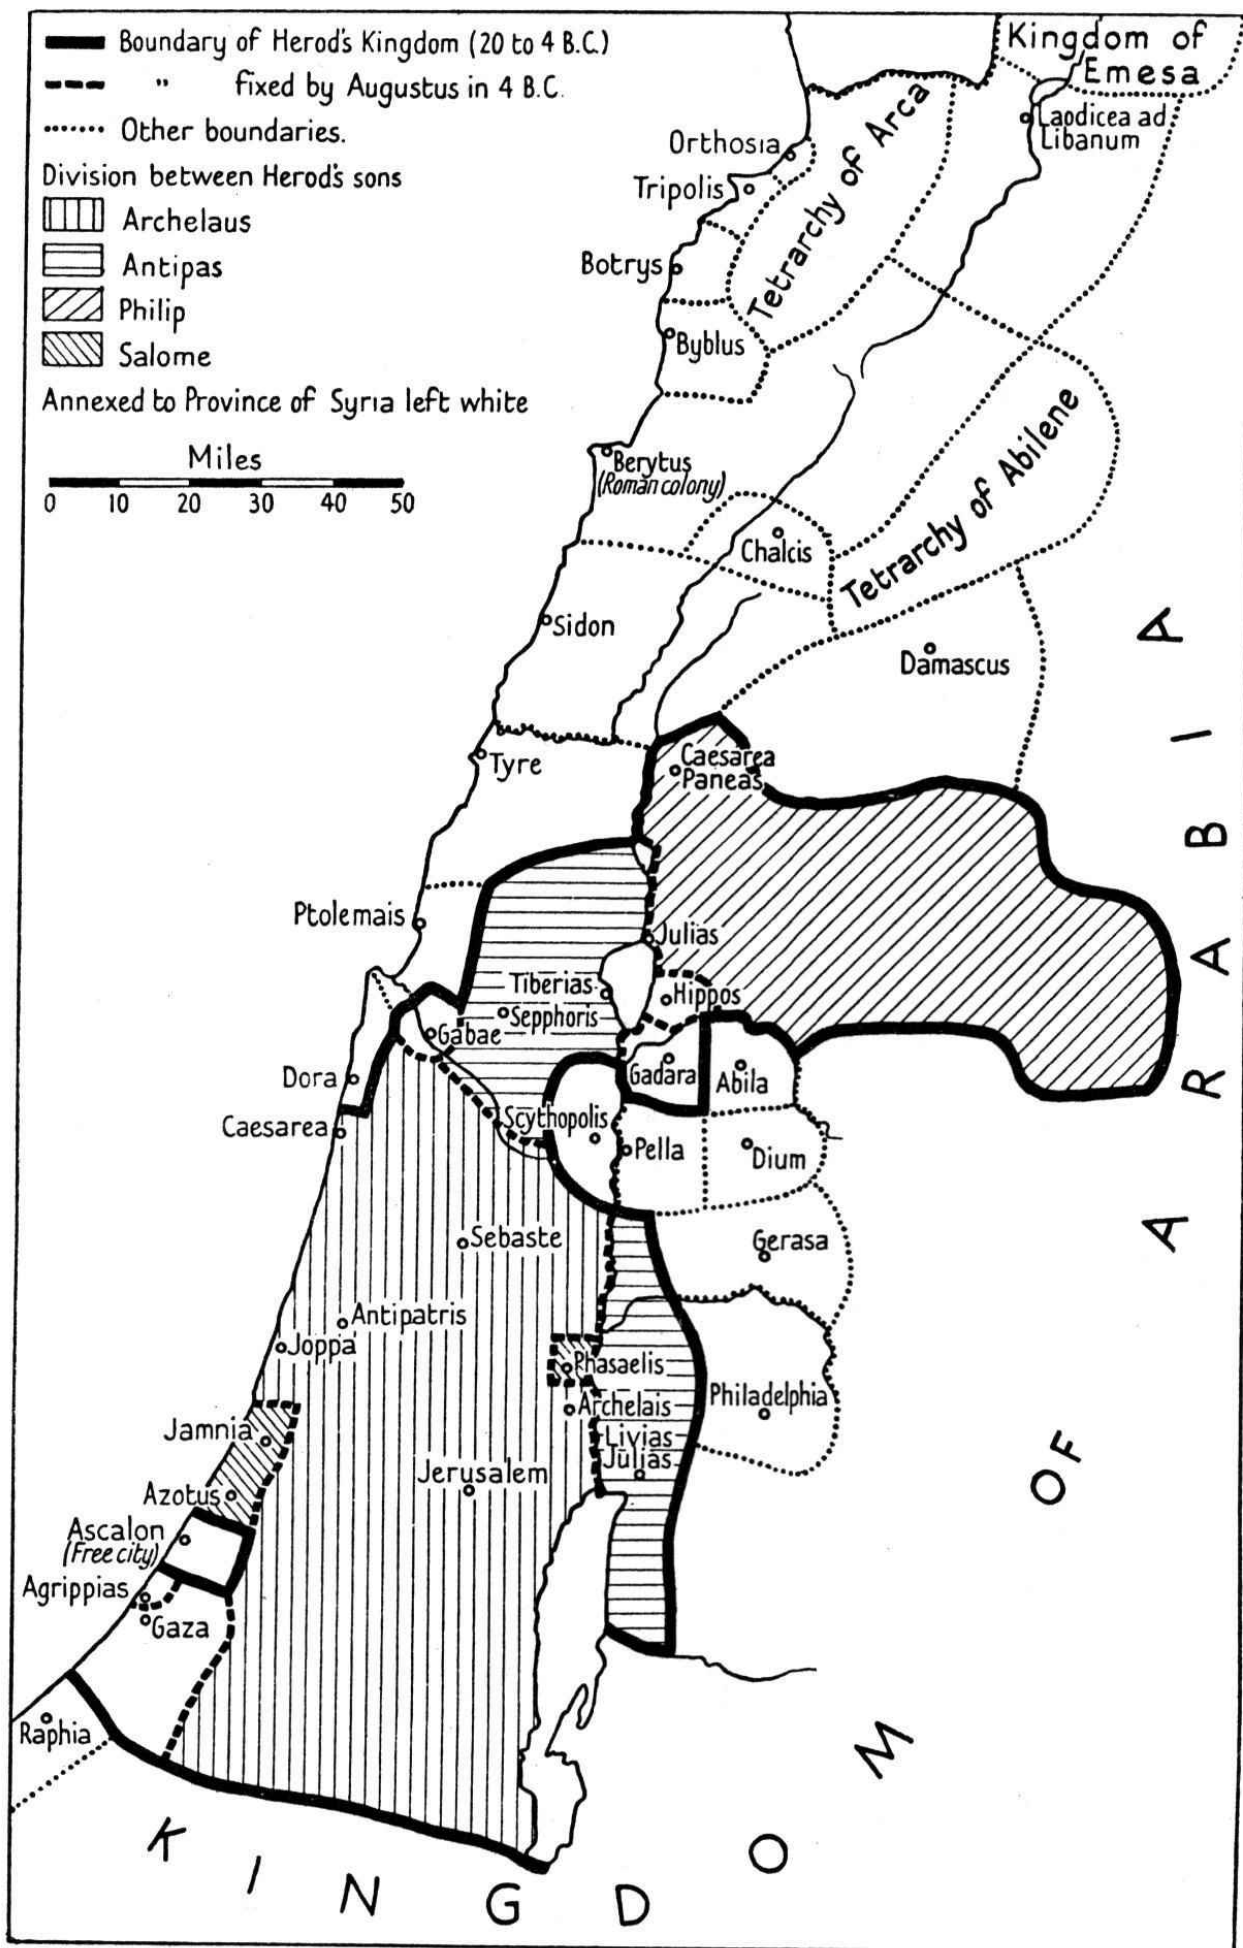 Boundary of Herod's Kingdom (20 to 4 B.C.)
" fixed by Augustus in 4 B.C.
Other boundaries.
Division between Herod's sons
Archelaus
Antipas
Philip
Salome
Annexed to Province of Syria left white
Miles
0 10 20 30 40 50
Kingdom of
Emesa
Laodicea ad
Libanum
Orthosia
Tripolis
Tetrarchy of Arca
Botrys
Byblus
Berytus
(Roman colony)
Tetrarchy of Abilene
Chalcis
Sidon
Damascus
Tyre
Caesarea
Paneas
Ptolemais
Julias
Tiberias
Hippos
Sepphoris
Gabae
Gadara
Abila
Dora
Caesarea
Scythopolis
Pella
Dium
Sebaste
Gerasa
Antipatris
Joppa
Phasaelis
Archelais
Philadelphia
Livias
Julias
Jamnia
Jerusalem
Azotus
Ascalon
(Free city)
Agrippias
Gaza
Raphia
KINGDOM OF ARABIA